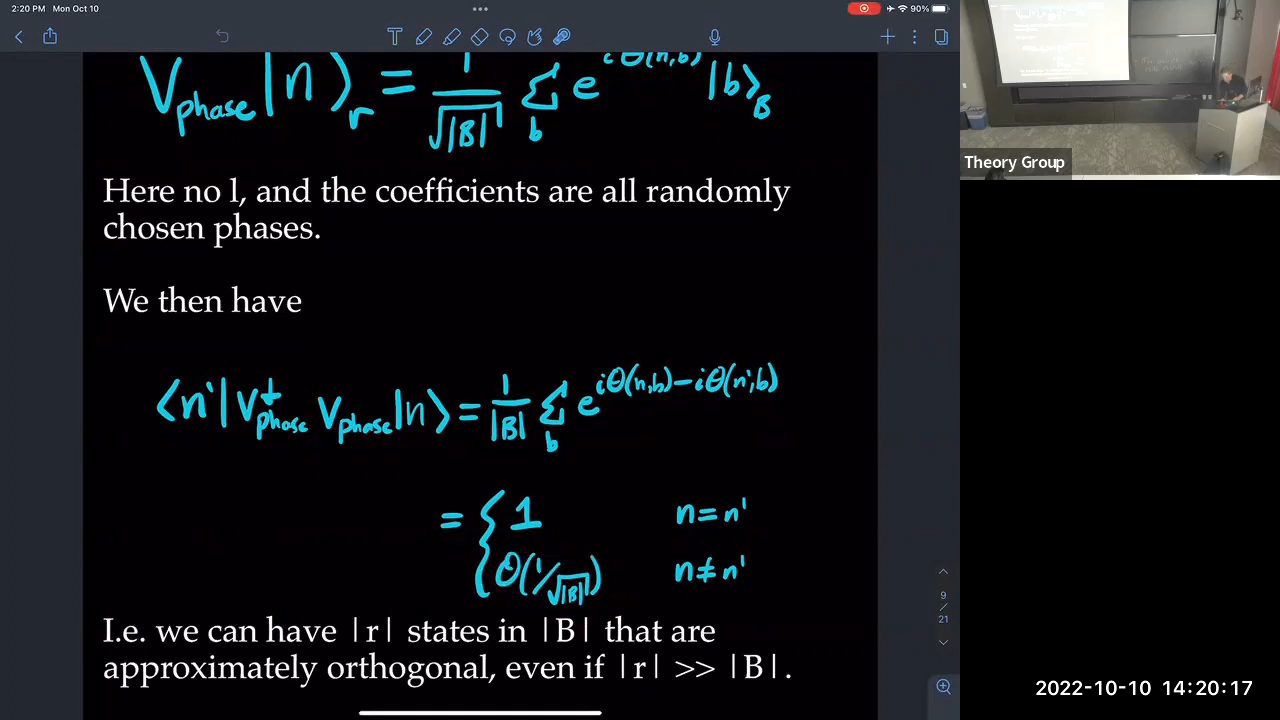 2:20 PM Mon Oct 10
90%
V_phase |n⟩_r = 1/√|B| Σ_b e^{iθ(n,b)} |b⟩_B
Here no l, and the coefficients are all randomly
chosen phases.
We then have
⟨n'| V†_phase V_phase |n⟩ = 1/|B| Σ_b e^{iθ(n,b)-iθ(n',b)}
= { 1 n=n'
O(1/√|B|) n≠n'
I.e. we can have |r| states in |B| that are
approximately orthogonal, even if |r| >> |B|.
9
/
21
Theory Group
2022-10-10 14:20:17